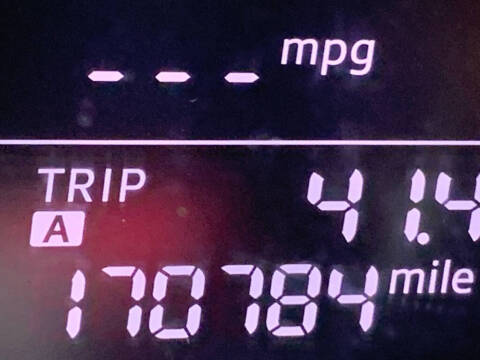 --- mpg
TRIP 41.4
A
170784 mile